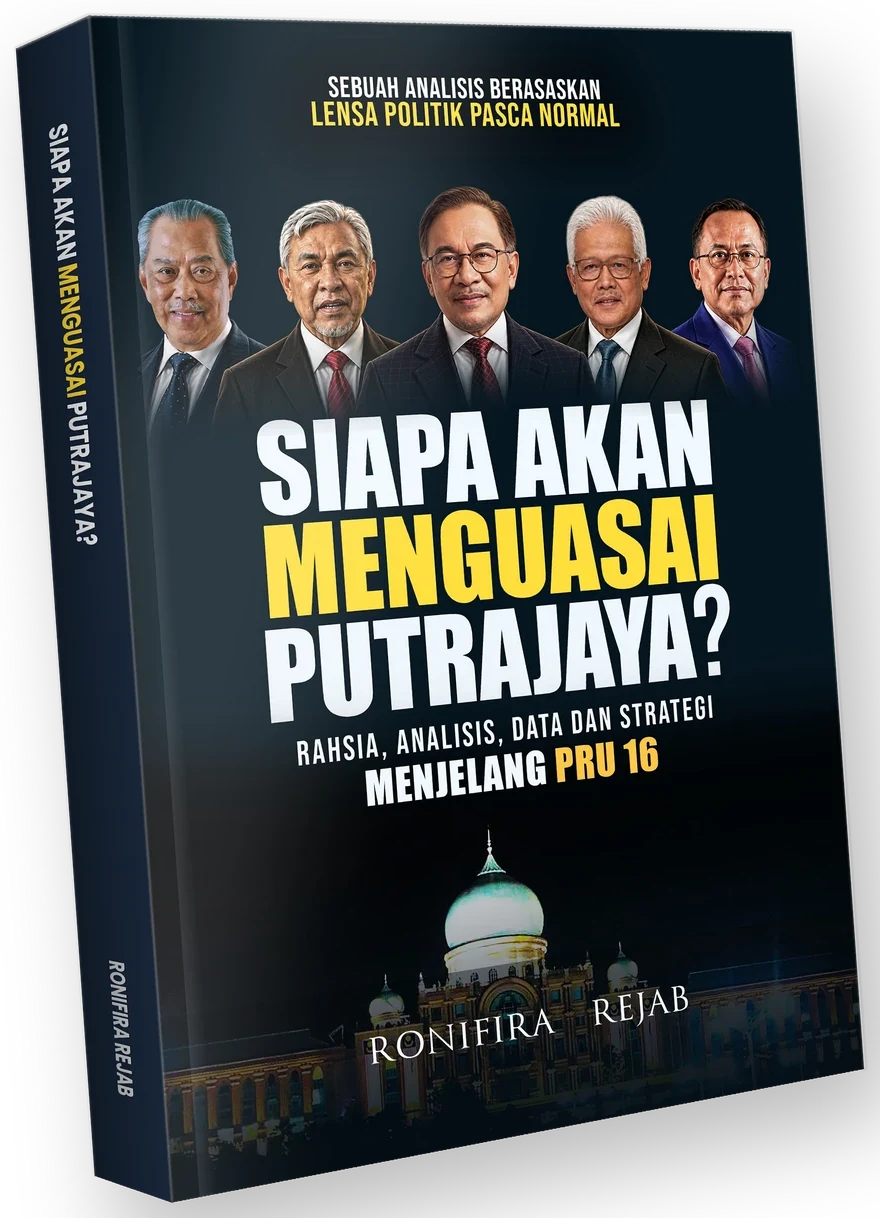 SEBUAH ANALISIS BERASASKAN
LENSA POLITIK PASCA NORMAL
SIAPA AKAN
MENGUASAI
PUTRAJAYA?
RAHSIA, ANALISIS, DATA DAN STRATEGI
MENJELANG PRU 16
RONIFIRA REJAB
SIAPA AKAN MENGUASAI PUTRAJAYA?
RONIFIRA REJAB